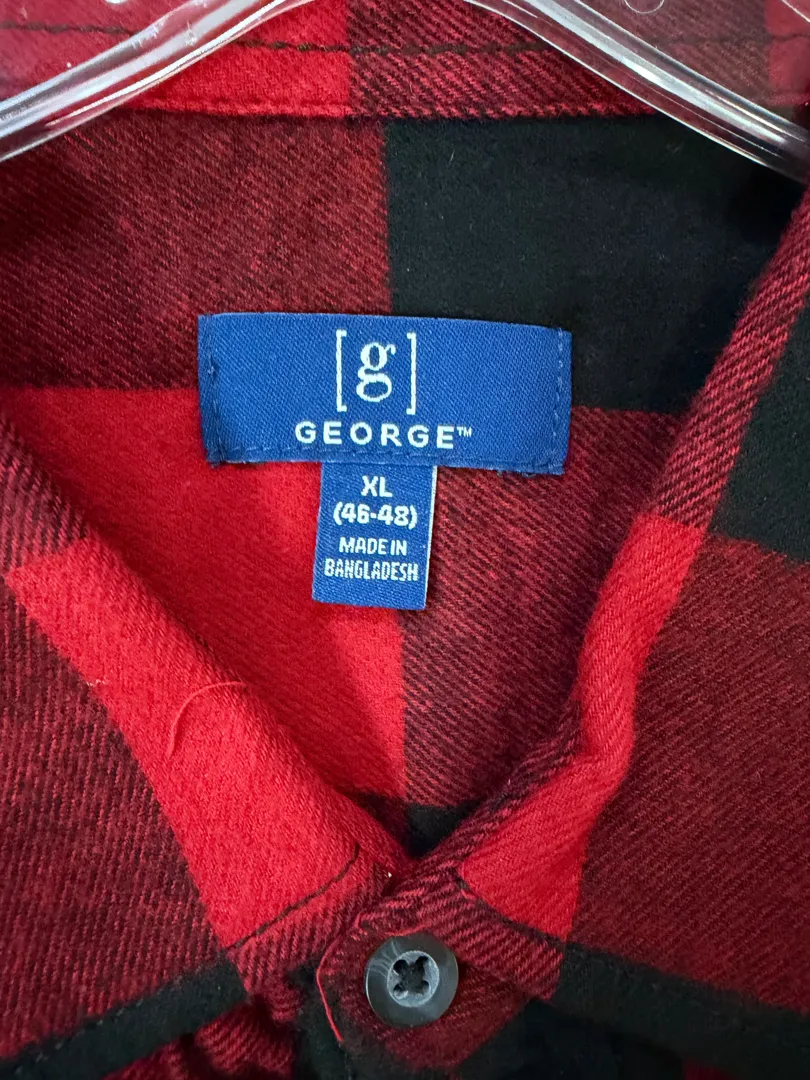 [g]
GEORGE™
XL
(46-48)
MADE IN
BANGLADESH